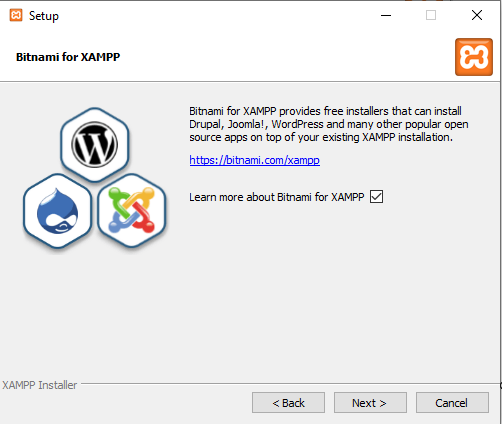 Setup
Bitnami for XAMPP
Bitnami for XAMPP provides free installers that can install
Drupal, Joomla!, WordPress and many other popular open
source apps on top of your existing XAMPP installation.
https://bitnami.com/xampp
Learn more about Bitnami for XAMPP
XAMPP Installer
< Back
Next >
Cancel